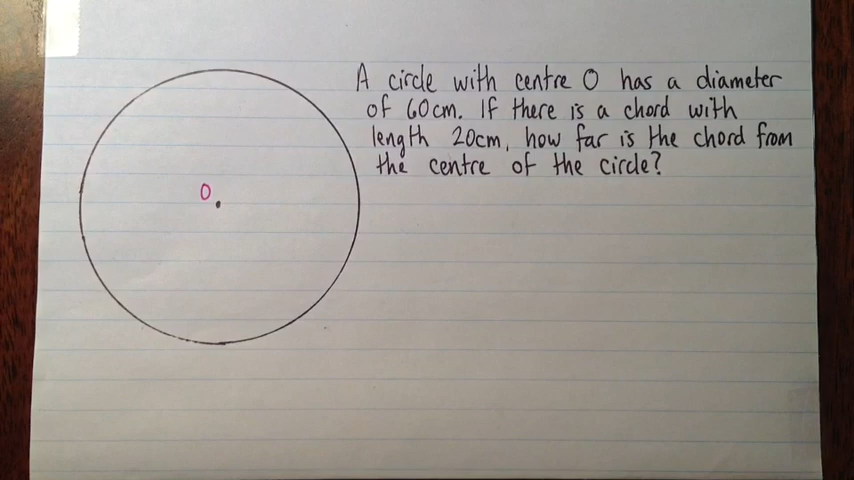 A circle with centre O has a diameter
of 60cm. If there is a chord with
length 20cm, how far is the chord from
the centre of the circle?
O